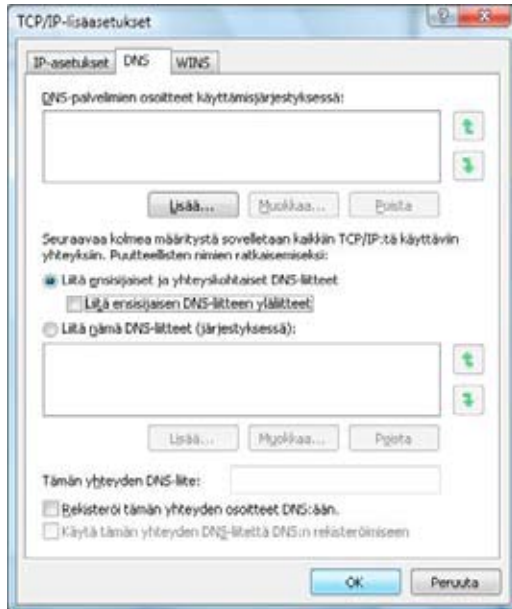 TCP/IP-lisäasetukset
IP-asetukset DNS WINS
DNS-palvelimien osoitteet käyttämisjärjestyksessä:
Lisää... Muokkaa... Poista
Seuraavaa kolmea määritystä sovelletaan kaikkiin TCP/IP:tä käyttäviin
yhteyksiin. Puutteellisten nimien ratkaisemiseksi:
Liitä ensisijaiset ja yhteyskohtaiset DNS-liitteet
Liitä ensisijaisen DNS-liitteen yläliitteet
Liitä nämä DNS-liitteet (järjestyksessä):
Lisää... Muokkaa... Poista
Tämän yhteyden DNS-liite:
Rekisteröi tämän yhteyden osoitteet DNS:ään.
Käytä tämän yhteyden DNS-liitettä DNS:n rekisteröimiseen
OK Peruuta